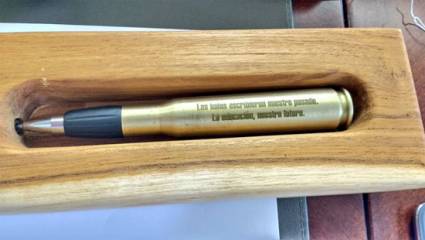 Las balas escribieron nuestro pasado.
La educación, nuestro futuro.